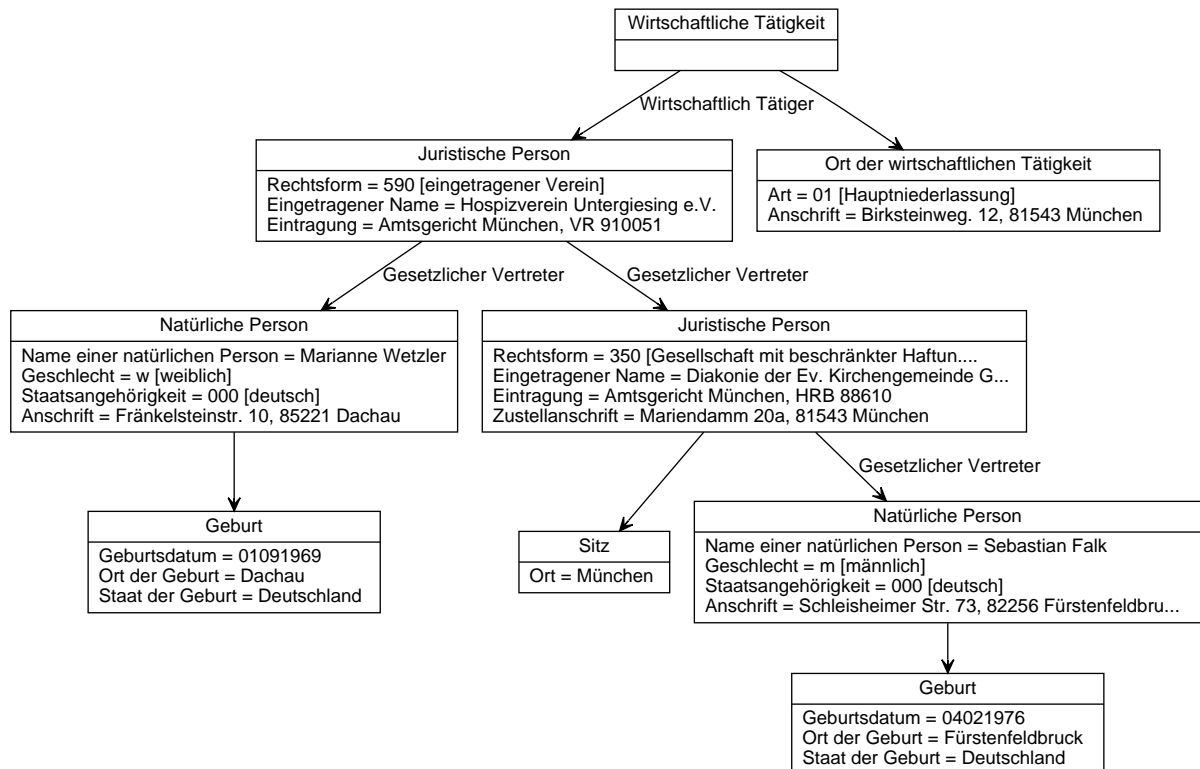 Wirtschaftliche Tätigkeit
Wirtschaftlich Tätiger
Juristische Person
Rechtsform = 590 [eingetragener Verein]
Eingetragener Name = Hospizverein Untergiesing e.V.
Eintragung = Amtsgericht München, VR 910051
Ort der wirtschaftlichen Tätigkeit
Art = 01 [Hauptniederlassung]
Anschrift = Birksteinweg. 12, 81543 München
Gesetzlicher Vertreter
Gesetzlicher Vertreter
Natürliche Person
Name einer natürlichen Person = Marianne Wetzler
Geschlecht = w [weiblich]
Staatsangehörigkeit = 000 [deutsch]
Anschrift = Fränkelsteinstr. 10, 85221 Dachau
Juristische Person
Rechtsform = 350 [Gesellschaft mit beschränkter Haftun....
Eingetragener Name = Diakonie der Ev. Kirchengemeinde G...
Eintragung = Amtsgericht München, HRB 88610
Zustellanschrift = Mariendamm 20a, 81543 München
Gesetzlicher Vertreter
Geburt
Geburtsdatum = 01091969
Ort der Geburt = Dachau
Staat der Geburt = Deutschland
Sitz
Ort = München
Natürliche Person
Name einer natürlichen Person = Sebastian Falk
Geschlecht = m [männlich]
Staatsangehörigkeit = 000 [deutsch]
Anschrift = Schleisheimer Str. 73, 82256 Fürstenfeldbru...
Geburt
Geburtsdatum = 04021976
Ort der Geburt = Fürstenfeldbruck
Staat der Geburt = Deutschland